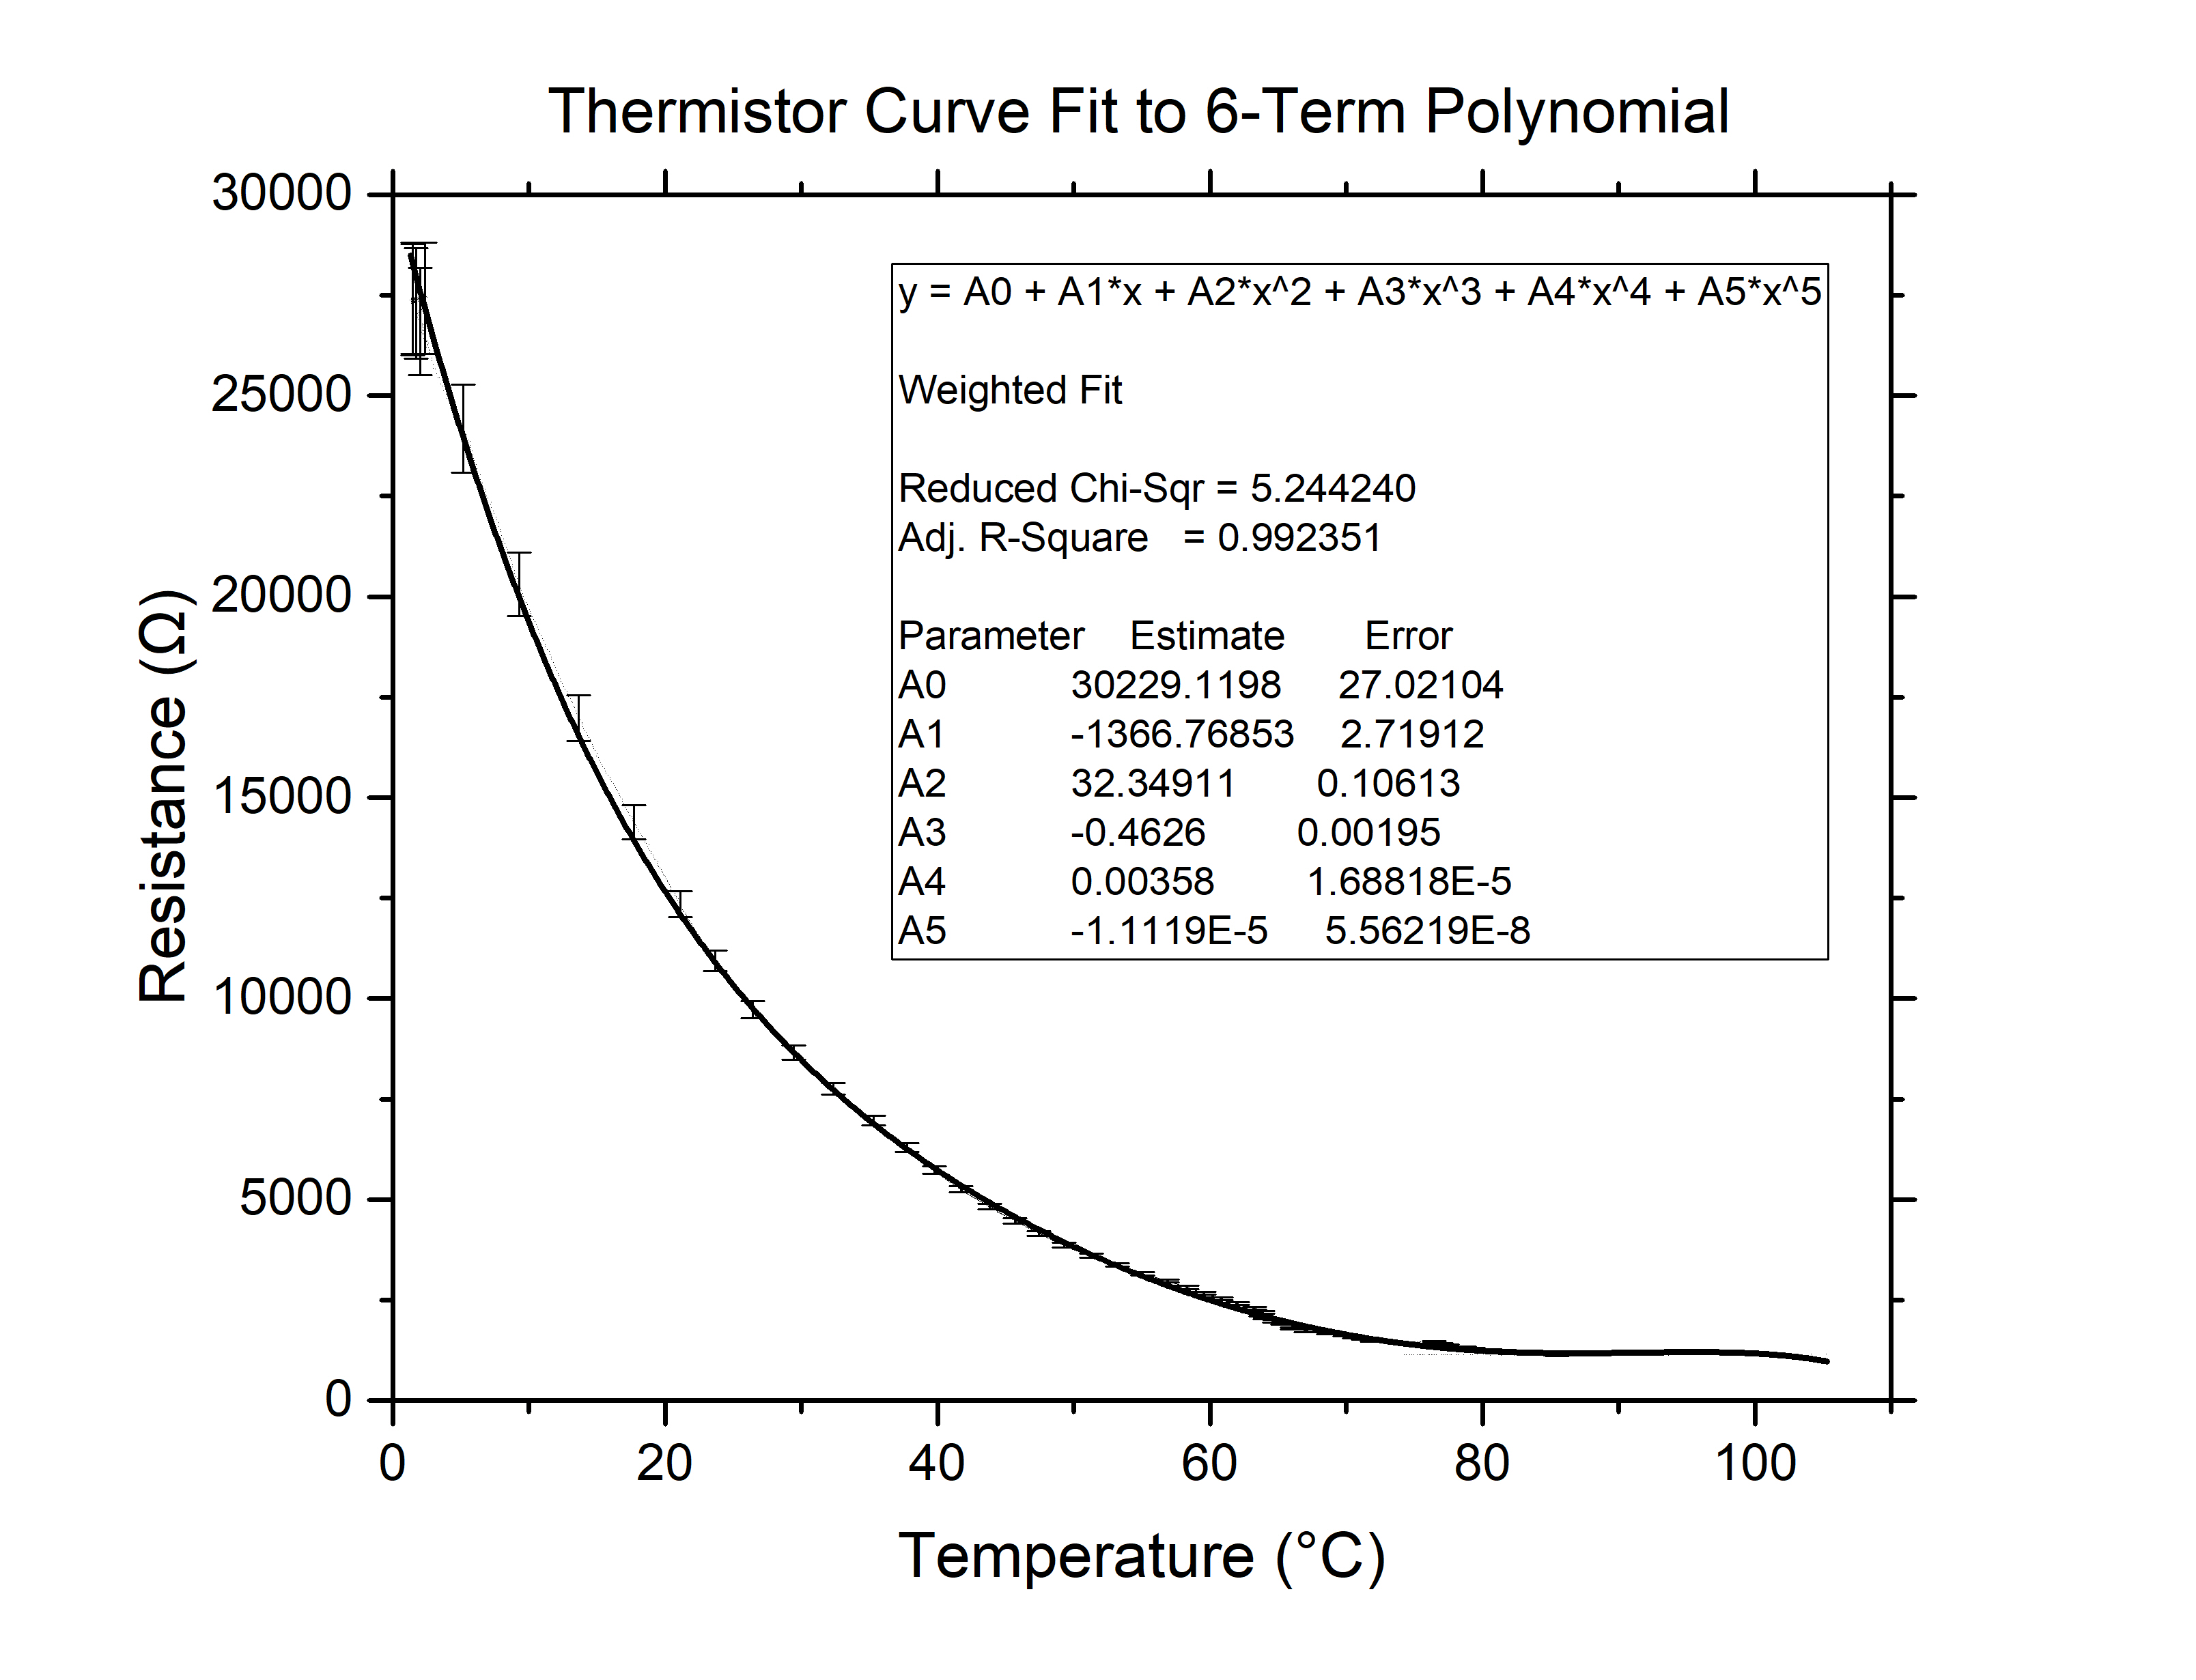 Thermistor Curve Fit to 6-Term Polynomial
30000
25000
20000
15000
10000
5000
0
Resistance (Ω)
y = A0 + A1*x + A2*x^2 + A3*x^3 + A4*x^4 + A5*x^5
Weighted Fit
Reduced Chi-Sqr = 5.244240
Adj. R-Square = 0.992351
Parameter Estimate Error
A0 30229.1198 27.02104
A1 -1366.76853 2.71912
A2 32.34911 0.10613
A3 -0.4626 0.00195
A4 0.00358 1.68818E-5
A5 -1.1119E-5 5.56219E-8
0 20 40 60 80 100
Temperature (°C)